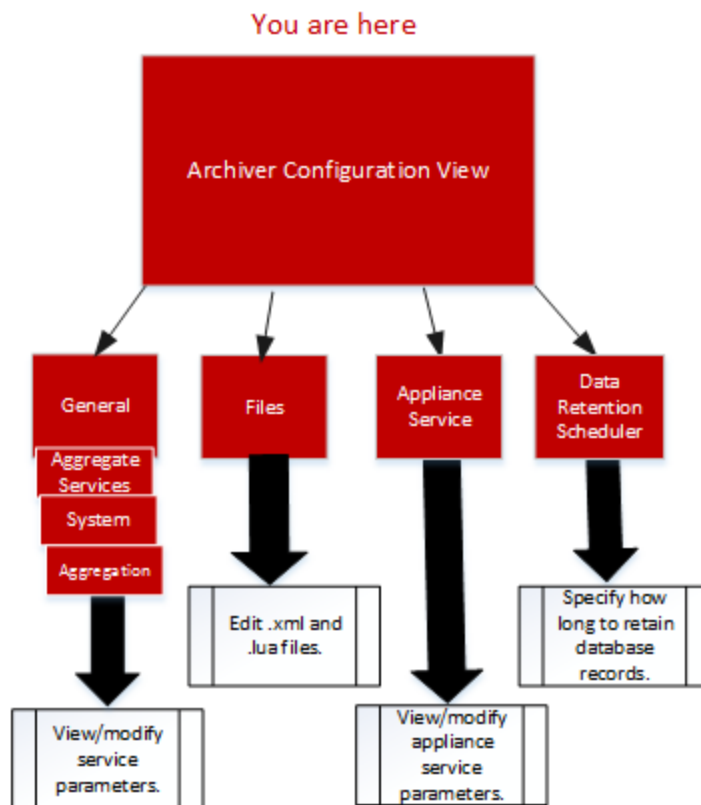 You are here
Archiver Configuration View
General
Files
Appliance
Service
Data
Retention
Scheduler
Aggregate
Services
System
Aggregation
Edit .xml and
.lua files.
Specify how
long to retain
database
records.
View/modify
service
parameters.
View/modify
appliance
service
parameters.